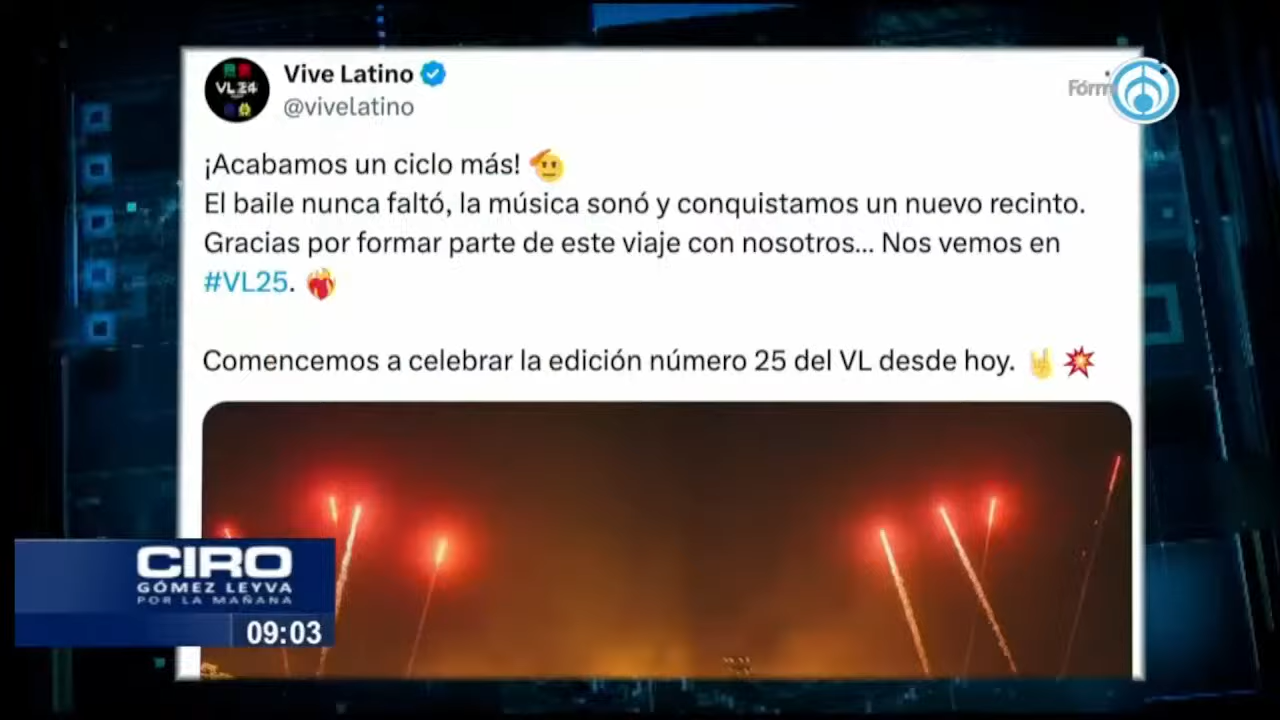 VL24
Vive Latino
@vivelatino
Fórm
¡Acabamos un ciclo más! 🫡
El baile nunca faltó, la música sonó y conquistamos un nuevo recinto.
Gracias por formar parte de este viaje con nosotros... Nos vemos en
#VL25. ❤️‍🔥
Comencemos a celebrar la edición número 25 del VL desde hoy. 🤘💥
CIRO
GÓMEZ LEYVA
POR LA MAÑANA
09:03